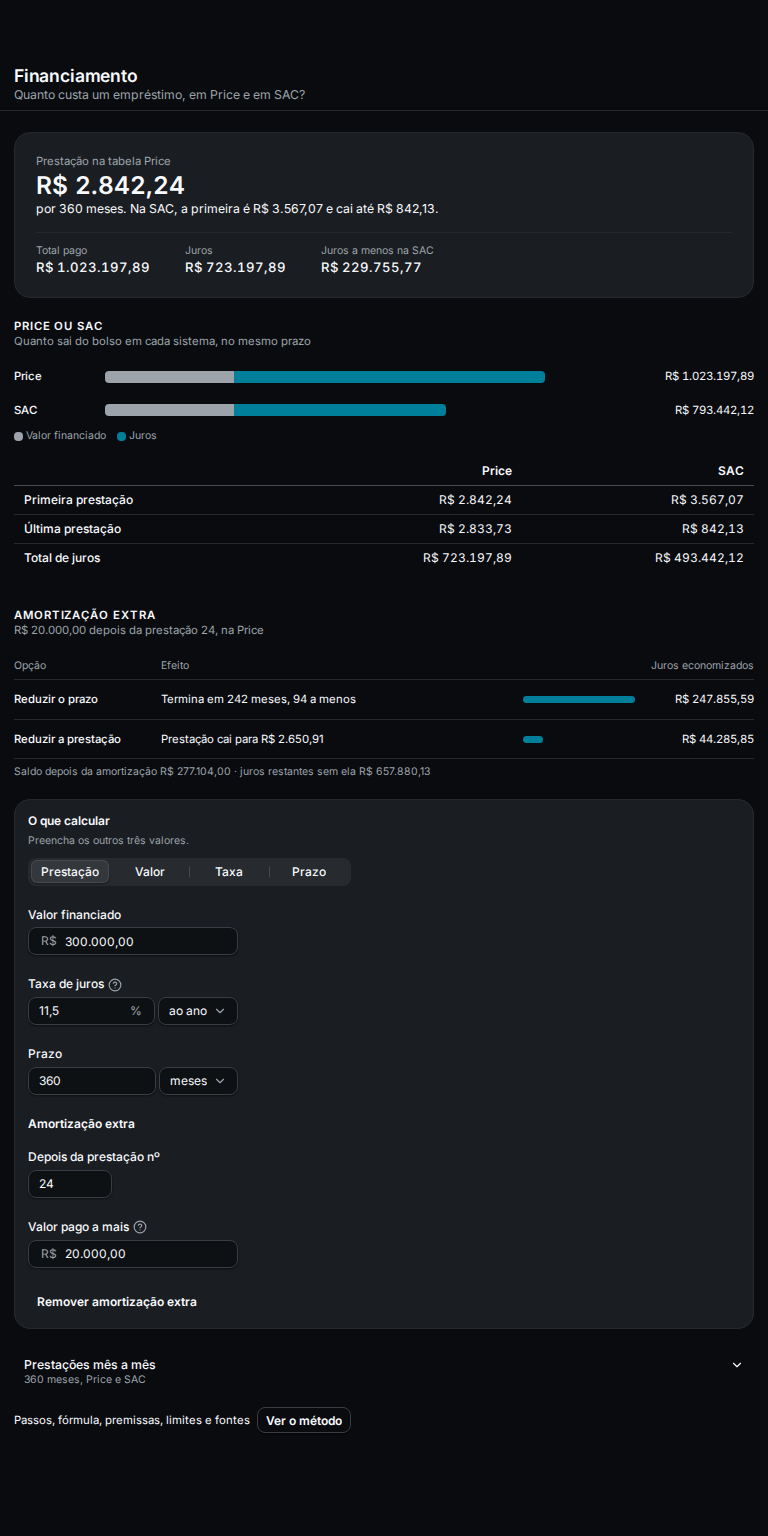 Financiamento
Quanto custa um empréstimo, em Price e em SAC?
Prestação na tabela Price
R$ 2.842,24
por 360 meses. Na SAC, a primeira é R$ 3.567,07 e cai até R$ 842,13.
Total pago Juros Juros a menos na SAC
R$ 1.023.197,89 R$ 723.197,89 R$ 229.755,77
PRICE OU SAC
Quanto sai do bolso em cada sistema, no mesmo prazo
Price R$ 1.023.197,89
SAC R$ 793.442,12
Valor financiado Juros
Price SAC
Primeira prestação R$ 2.842,24 R$ 3.567,07
Última prestação R$ 2.833,73 R$ 842,13
Total de juros R$ 723.197,89 R$ 493.442,12
AMORTIZAÇÃO EXTRA
R$ 20.000,00 depois da prestação 24, na Price
Opção Efeito Juros economizados
Reduzir o prazo Termina em 242 meses, 94 a menos R$ 247.855,59
Reduzir a prestação Prestação cai para R$ 2.650,91 R$ 44.285,85
Saldo depois da amortização R$ 277.104,00 · juros restantes sem ela R$ 657.880,13
O que calcular
Preencha os outros três valores.
Prestação Valor Taxa Prazo
Valor financiado
R$ 300.000,00
Taxa de juros ?
11,5 % ao ano
Prazo
360 meses
Amortização extra
Depois da prestação nº
24
Valor pago a mais ?
R$ 20.000,00
Remover amortização extra
Prestações mês a mês
360 meses, Price e SAC
Passos, fórmula, premissas, limites e fontes Ver o método